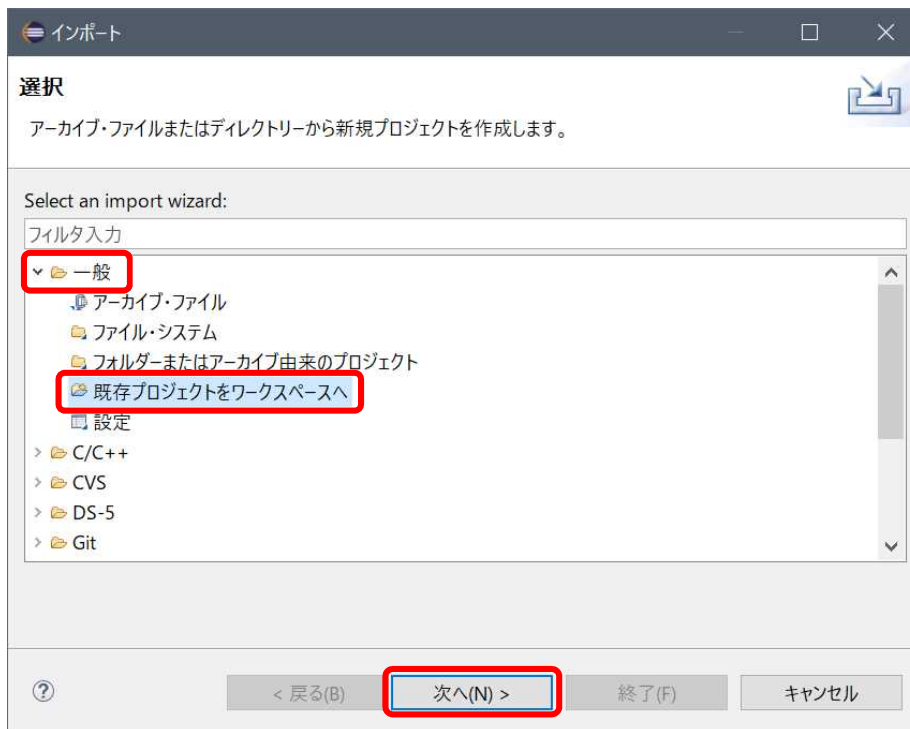 インポート
選択
アーカイブ・ファイルまたはディレクトリーから新規プロジェクトを作成します。
Select an import wizard:
フィルタ入力
一般
アーカイブ・ファイル
ファイル・システム
フォルダーまたはアーカイブ由来のプロジェクト
既存プロジェクトをワークスペースへ
設定
C/C++
CVS
DS-5
Git
< 戻る(B) 次へ(N) > 終了(F) キャンセル